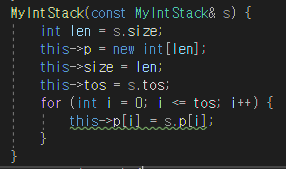 MyIntStack(const MyIntStack& s) {
int len = s.size;
this->p = new int[len];
this->size = len;
this->tos = s.tos;
for (int i = 0; i <= tos; i++) {
this->p[i] = s.p[i];
}
}